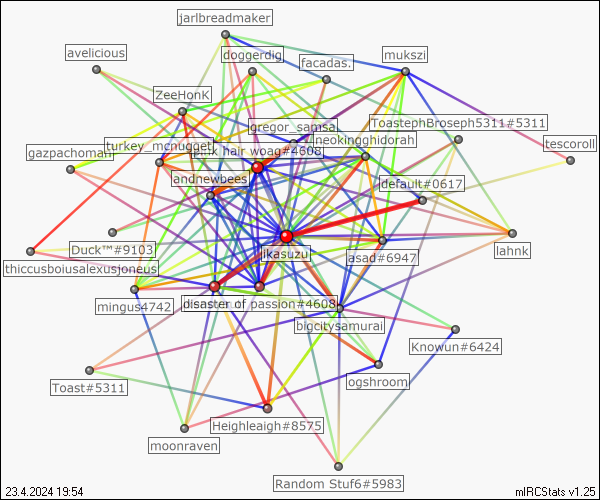 jarlbreadmaker
avelicious
doggerdig
mukszi
facadas.
ZeeHonK
ToastephBroseph5311#5311
gregor_samsa
neokinghidorah
tescoroll
turkey_mcnugget
hair woag#4608
gazpachoman
andnewbees
default#0617
Duck™#9103
ikasuzu
asad#6947
lahnk
thiccusboiusalexusjoneus
mingus4742
disaster of passion#4608
bigcitysamurai
Knowun#6424
Toast#5311
ogshroom
Heighleaigh#8575
moonraven
Random Stuf6#5983
23.4.2024 19:54
mIRCStats v1.25